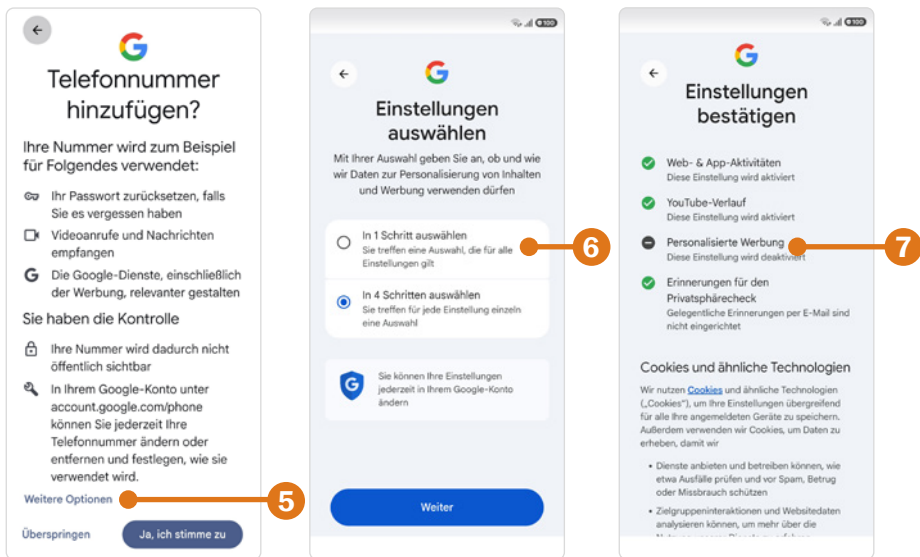 Telefonnummer
hinzufügen?
Ihre Nummer wird zum Beispiel
für Folgendes verwendet:
Ihr Passwort zurücksetzen, falls
Sie es vergessen haben
Videoanrufe und Nachrichten
empfangen
Die Google-Dienste, einschließlich
der Werbung, relevanter gestalten
Sie haben die Kontrolle
Ihre Nummer wird dadurch nicht
öffentlich sichtbar
In Ihrem Google-Konto unter
account.google.com/phone
können Sie jederzeit Ihre
Telefonnummer ändern oder
entfernen und festlegen, wie sie
verwendet wird.
Weitere Optionen
5
Überspringen
Ja, ich stimme zu
100
Einstellungen
auswählen
Mit Ihrer Auswahl geben Sie an, ob und wie
wir Daten zur Personalisierung von Inhalten
und Werbung verwenden dürfen
In 1 Schritt auswählen
Sie treffen eine Auswahl, die für alle
Einstellungen gilt
6
In 4 Schritten auswählen
Sie treffen für jede Einstellung einzeln
eine Auswahl
Sie können Ihre Einstellungen
jederzeit in Ihrem Google-Konto
ändern
Weiter
100
Einstellungen
bestätigen
Web- & App-Aktivitäten
Diese Einstellung wird aktiviert
YouTube-Verlauf
Diese Einstellung wird aktiviert
Personalisierte Werbung
7
Diese Einstellung wird deaktiviert
Erinnerungen für den
Privatsphärecheck
Gelegentliche Erinnerungen per E-Mail sind
nicht eingerichtet
Cookies und ähnliche Technologien
Wir nutzen Cookies und ähnliche Technologien
(„Cookies"), um Ihre Einstellungen übergreifend
für alle Ihre angemeldeten Geräte zu speichern.
Außerdem verwenden wir Cookies, um Daten zu
erheben, damit wir
• Dienste anbieten und betreiben können, wie
etwa Ausfälle prüfen und vor Spam, Betrug
oder Missbrauch schützen
• Zielgruppeninteraktionen und Websitedaten
analysieren können, um mehr über die